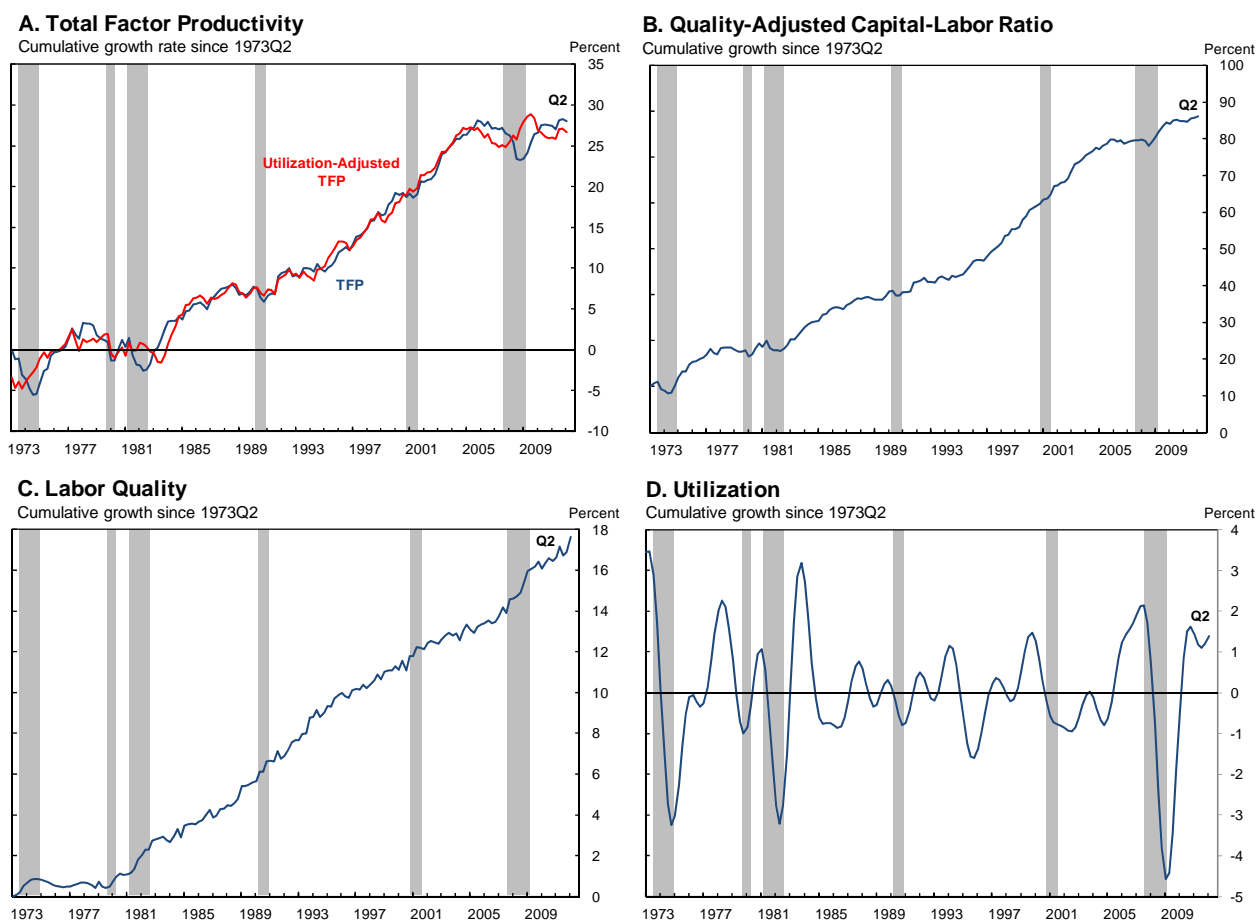 A. Total Factor Productivity
Cumulative growth rate since 1973Q2
Percent
35
30
25
20
15
10
5
0
-5
-10
Q2
Utilization-Adjusted
TFP
TFP
1973 1977 1981 1985 1989 1993 1997 2001 2005 2009
B. Quality-Adjusted Capital-Labor Ratio
Cumulative growth since 1973Q2
Percent
100
90
80
70
60
50
40
30
20
10
0
Q2
1973 1977 1981 1985 1989 1993 1997 2001 2005 2009
C. Labor Quality
Cumulative growth since 1973Q2
Percent
18
16
14
12
10
8
6
4
2
0
Q2
1973 1977 1981 1985 1989 1993 1997 2001 2005 2009
D. Utilization
Cumulative growth since 1973Q2
Percent
4
3
2
1
0
-1
-2
-3
-4
-5
Q2
1973 1977 1981 1985 1989 1993 1997 2001 2005 2009